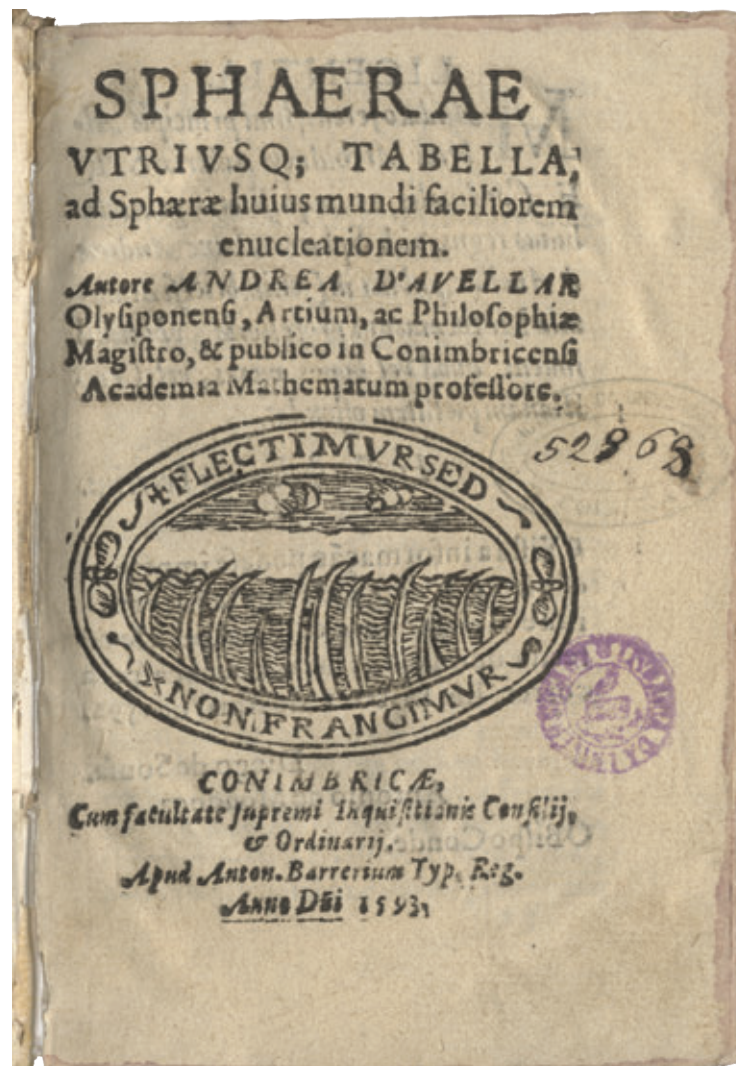 SPHAERAE
VTRIVSQ; TABELLA,
ad Sphæræ huius mundi faciliorem
enucleationem.
Autore ANDREA D'AVELLAR
Olyſiponenſi, Artium, ac Philoſophiæ
Magiſtro, & publico in Conimbricenſi
Academia Mathematum profeſſore.
52868
FLECTIMVR SED
NON. FRANGIMVR
CONIMBRICÆ,
Cum facultate ſupremi Inquiſitionis Conſilij,
& Ordinarij.
Apud Anton. Barrerium Typ. Reg.
Anno Dñi 1593.